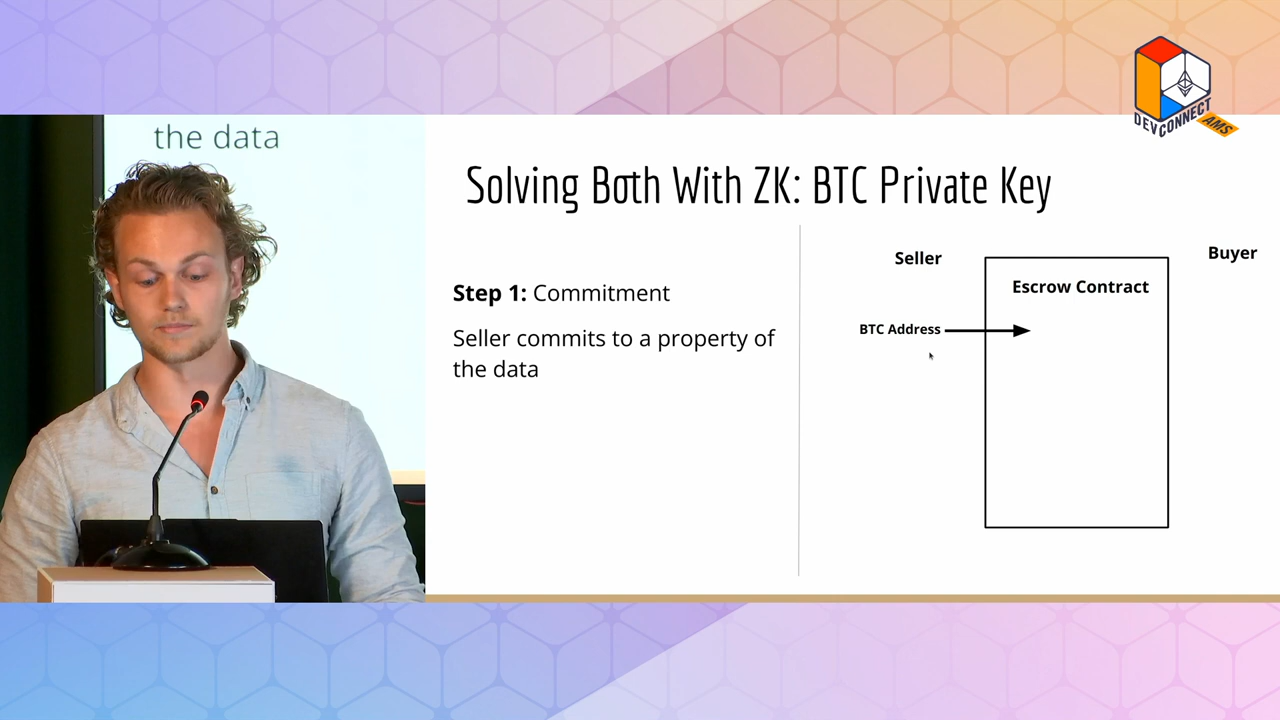 the data
DEVCONNECT
AMS
Solving Both With ZK: BTC Private Key
Seller
Buyer
Step 1: Commitment
Escrow Contract
Seller commits to a property of
the data
BTC Address